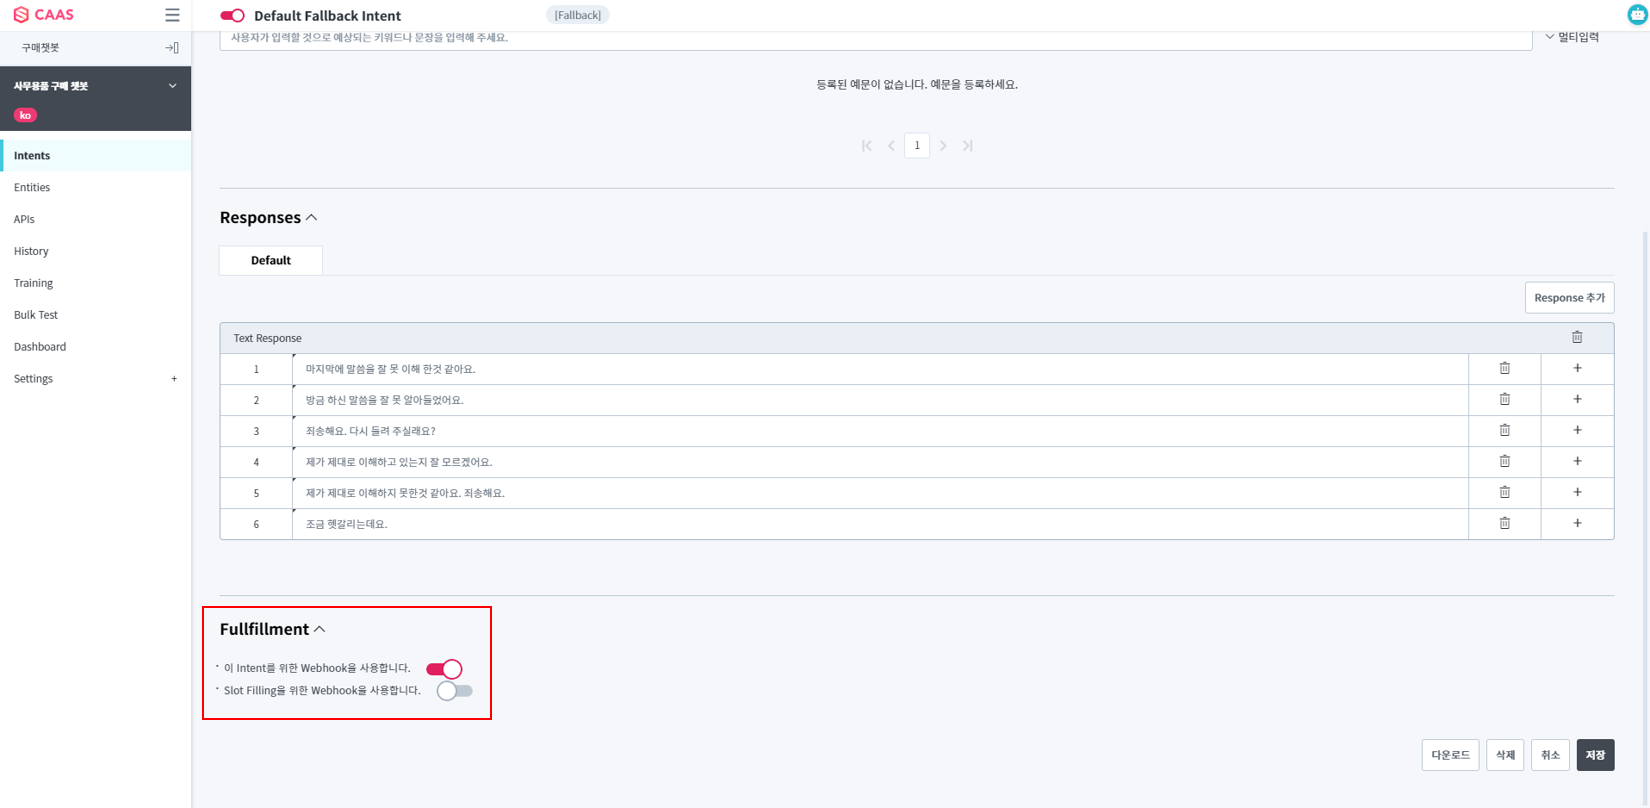 CAAS
Default Fallback Intent
[Fallback]
구매챗봇
사용자가 입력할 것으로 예상되는 키워드나 문장을 입력해 주세요.
멀티입력
사무용품 구매 챗봇
ko
등록된 예문이 없습니다. 예문을 등록하세요.
1
Intents
Entities
APIs
History
Training
Bulk Test
Dashboard
Settings +
Responses
Default
Response 추가
Text Response
1 마지막에 말씀을 잘 못 이해 한것 같아요. +
2 방금 하신 말씀을 잘 못 알아들었어요. +
3 죄송해요. 다시 들려 주실래요? +
4 제가 제대로 이해하고 있는지 잘 모르겠어요. +
5 제가 제대로 이해하지 못한것 같아요. 죄송해요. +
6 조금 헷갈리는데요. +
Fullfillment
· 이 Intent를 위한 Webhook을 사용합니다.
· Slot Filling을 위한 Webhook을 사용합니다.
다운로드 삭제 취소 저장